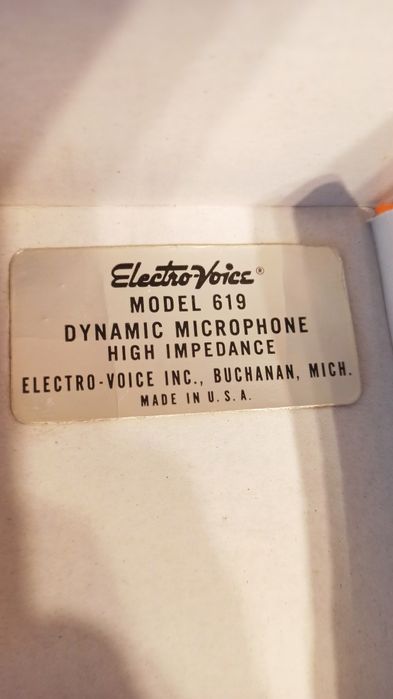 Electro-Voice®
MODEL 619
DYNAMIC MICROPHONE
HIGH IMPEDANCE
ELECTRO-VOICE INC., BUCHANAN, MICH.
MADE IN U.S.A.